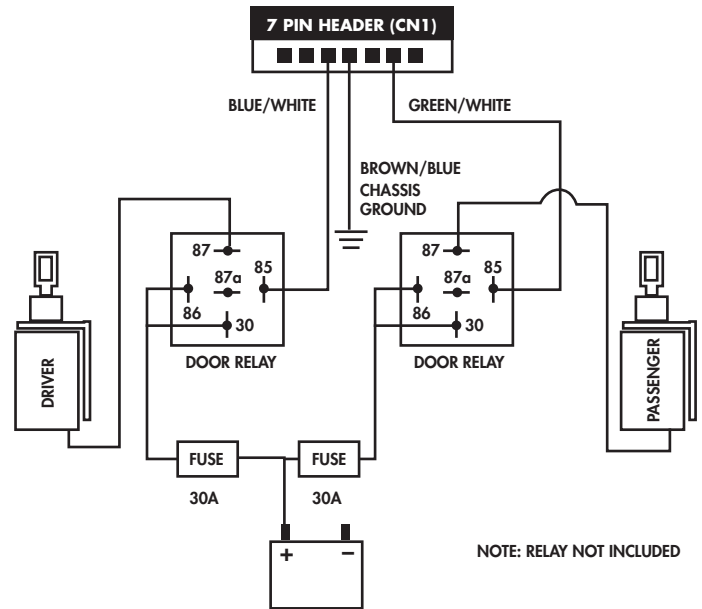 7 PIN HEADER (CN1)
BLUE/WHITE
GREEN/WHITE
BROWN/BLUE
CHASSIS
GROUND
87
87a
85
86
30
DOOR RELAY
87
87a
85
86
30
DOOR RELAY
DRIVER
PASSENGER
FUSE
30A
FUSE
30A
+
–
NOTE: RELAY NOT INCLUDED